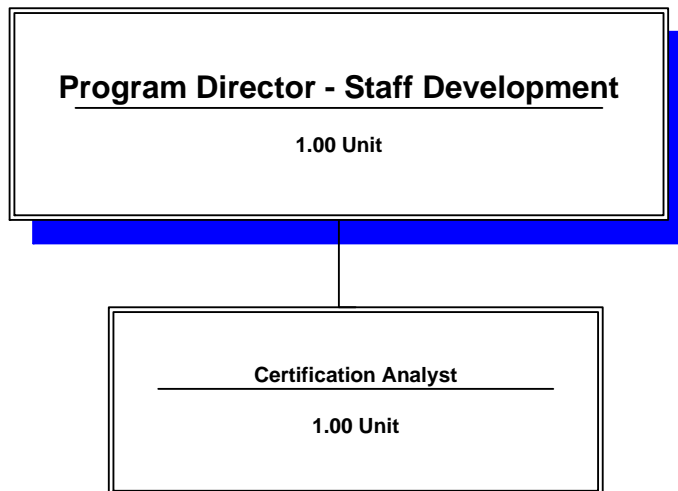 Program Director - Staff Development
1.00 Unit
Certification Analyst
1.00 Unit